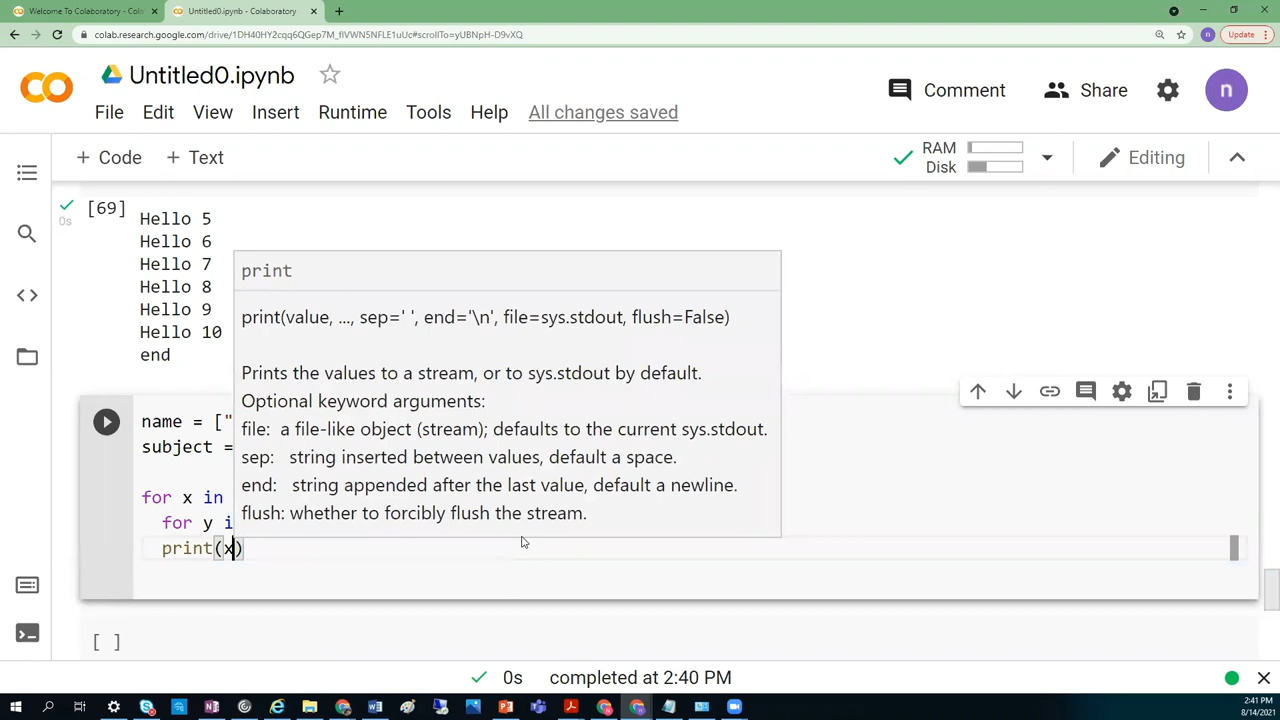 Welcome To Colaboratory - Colab
Untitled0.ipynb - Colaboratory
colab.research.google.com/drive/1DH40HY2cqq6QGep7M_flVWN5NFLE1uUc#scrollTo=yUBNpH-D9vXQ
n
Update
Untitled0.ipynb
Comment
Share
n
File Edit View Insert Runtime Tools Help All changes saved
+ Code + Text
RAM
Disk
Editing
[69]
0s
Hello 5
Hello 6
Hello 7
Hello 8
Hello 9
Hello 10
end
print
print(value, ..., sep=' ', end='\n', file=sys.stdout, flush=False)
Prints the values to a stream, or to sys.stdout by default.
Optional keyword arguments:
file: a file-like object (stream); defaults to the current sys.stdout.
sep: string inserted between values, default a space.
end: string appended after the last value, default a newline.
flush: whether to forcibly flush the stream.
name = ["
subject =
for x in
for y i
print(x)
[ ]
0s completed at 2:40 PM
2:41 PM
8/14/2021